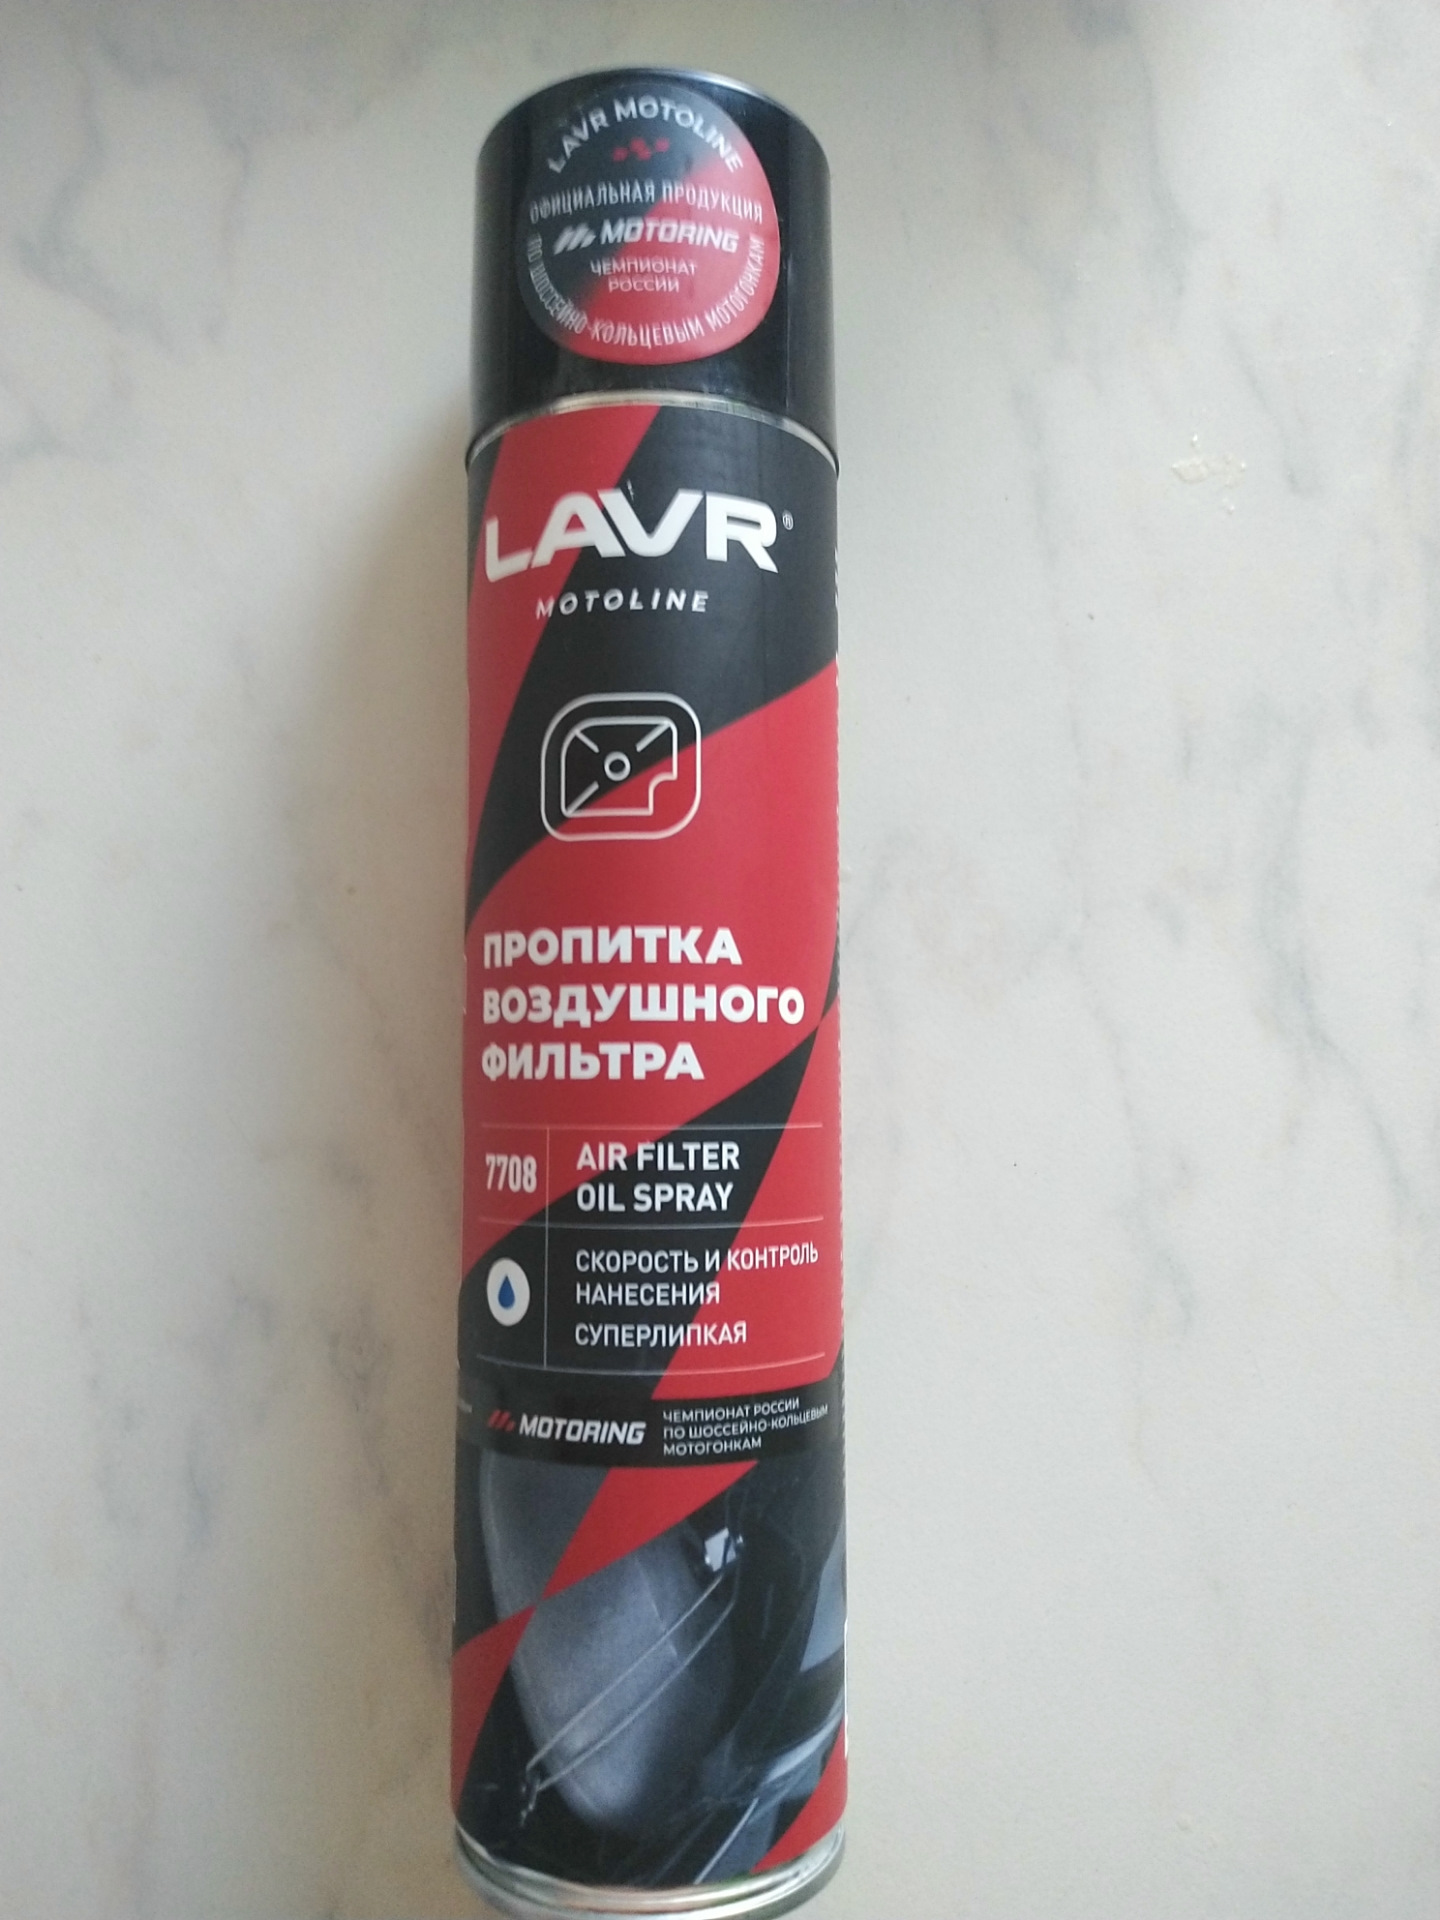 LAVR MOTOLINE
ОФИЦИАЛЬНАЯ ПРОДУКЦИЯ
MOTORING
ЧЕМПИОНАТ
РОССИИ
ПО ШОССЕЙНО-КОЛЬЦЕВЫМ МОТОГОНКАМ
LAVR®
MOTOLINE
ПРОПИТКА
ВОЗДУШНОГО
ФИЛЬТРА
7708
AIR FILTER
OIL SPRAY
СКОРОСТЬ И КОНТРОЛЬ
НАНЕСЕНИЯ
СУПЕРЛИПКАЯ
MOTORING
ЧЕМПИОНАТ РОССИИ
ПО ШОССЕЙНО-КОЛЬЦЕВЫМ
МОТОГОНКАМ